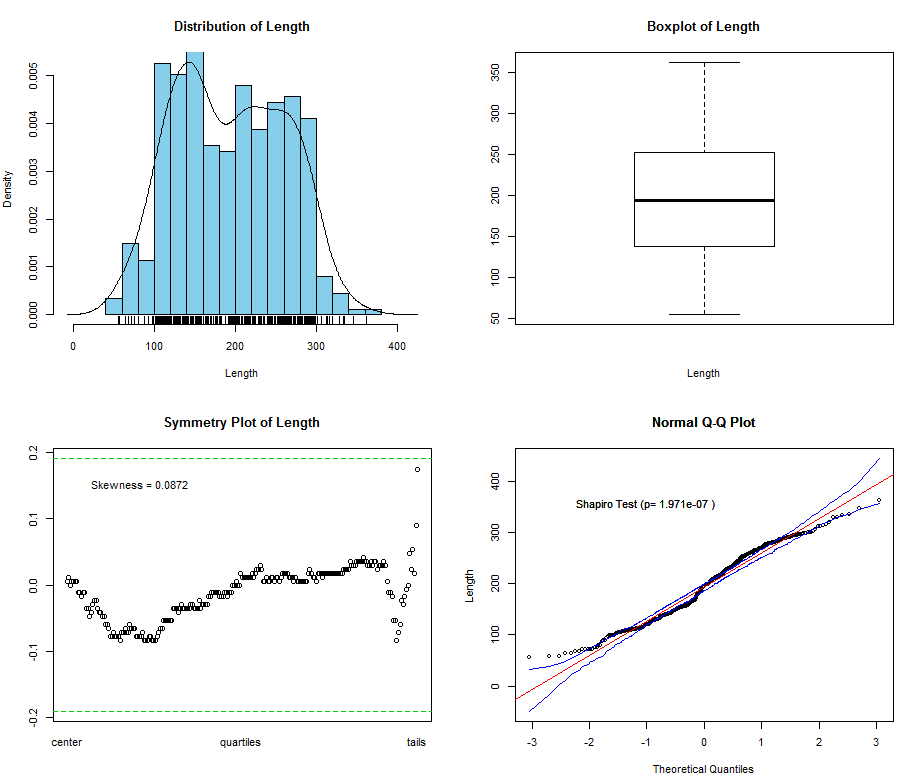 Distribution of Length
Density
0.000
0.001
0.002
0.003
0.004
0.005
0
100
200
300
400
Length
Boxplot of Length
50
100
150
200
250
300
350
Length
Symmetry Plot of Length
Skewness = 0.0872
-0.2
-0.1
0.0
0.1
0.2
center
quartiles
tails
Normal Q-Q Plot
Shapiro Test (p= 1.971e-07 )
Length
0
100
200
300
400
-3
-2
-1
0
1
2
3
Theoretical Quantiles